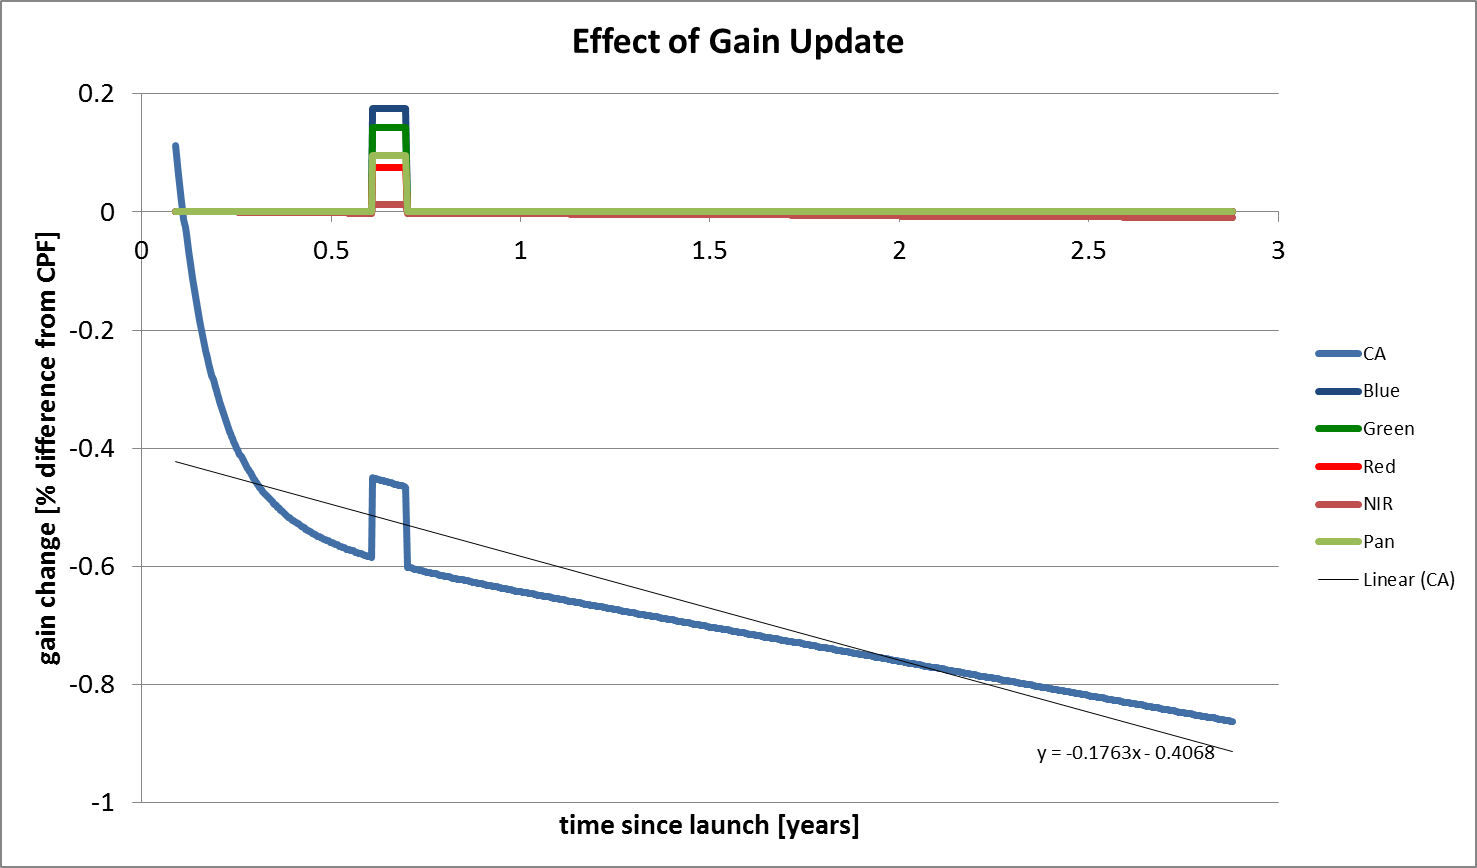 Effect of Gain Update
0.2
0
-0.2
-0.4
-0.6
-0.8
-1
0
0.5
1
1.5
2
2.5
3
gain change [% difference from CPF]
time since launch [years]
CA
Blue
Green
Red
NIR
Pan
Linear (CA)
y = -0.1763x - 0.4068